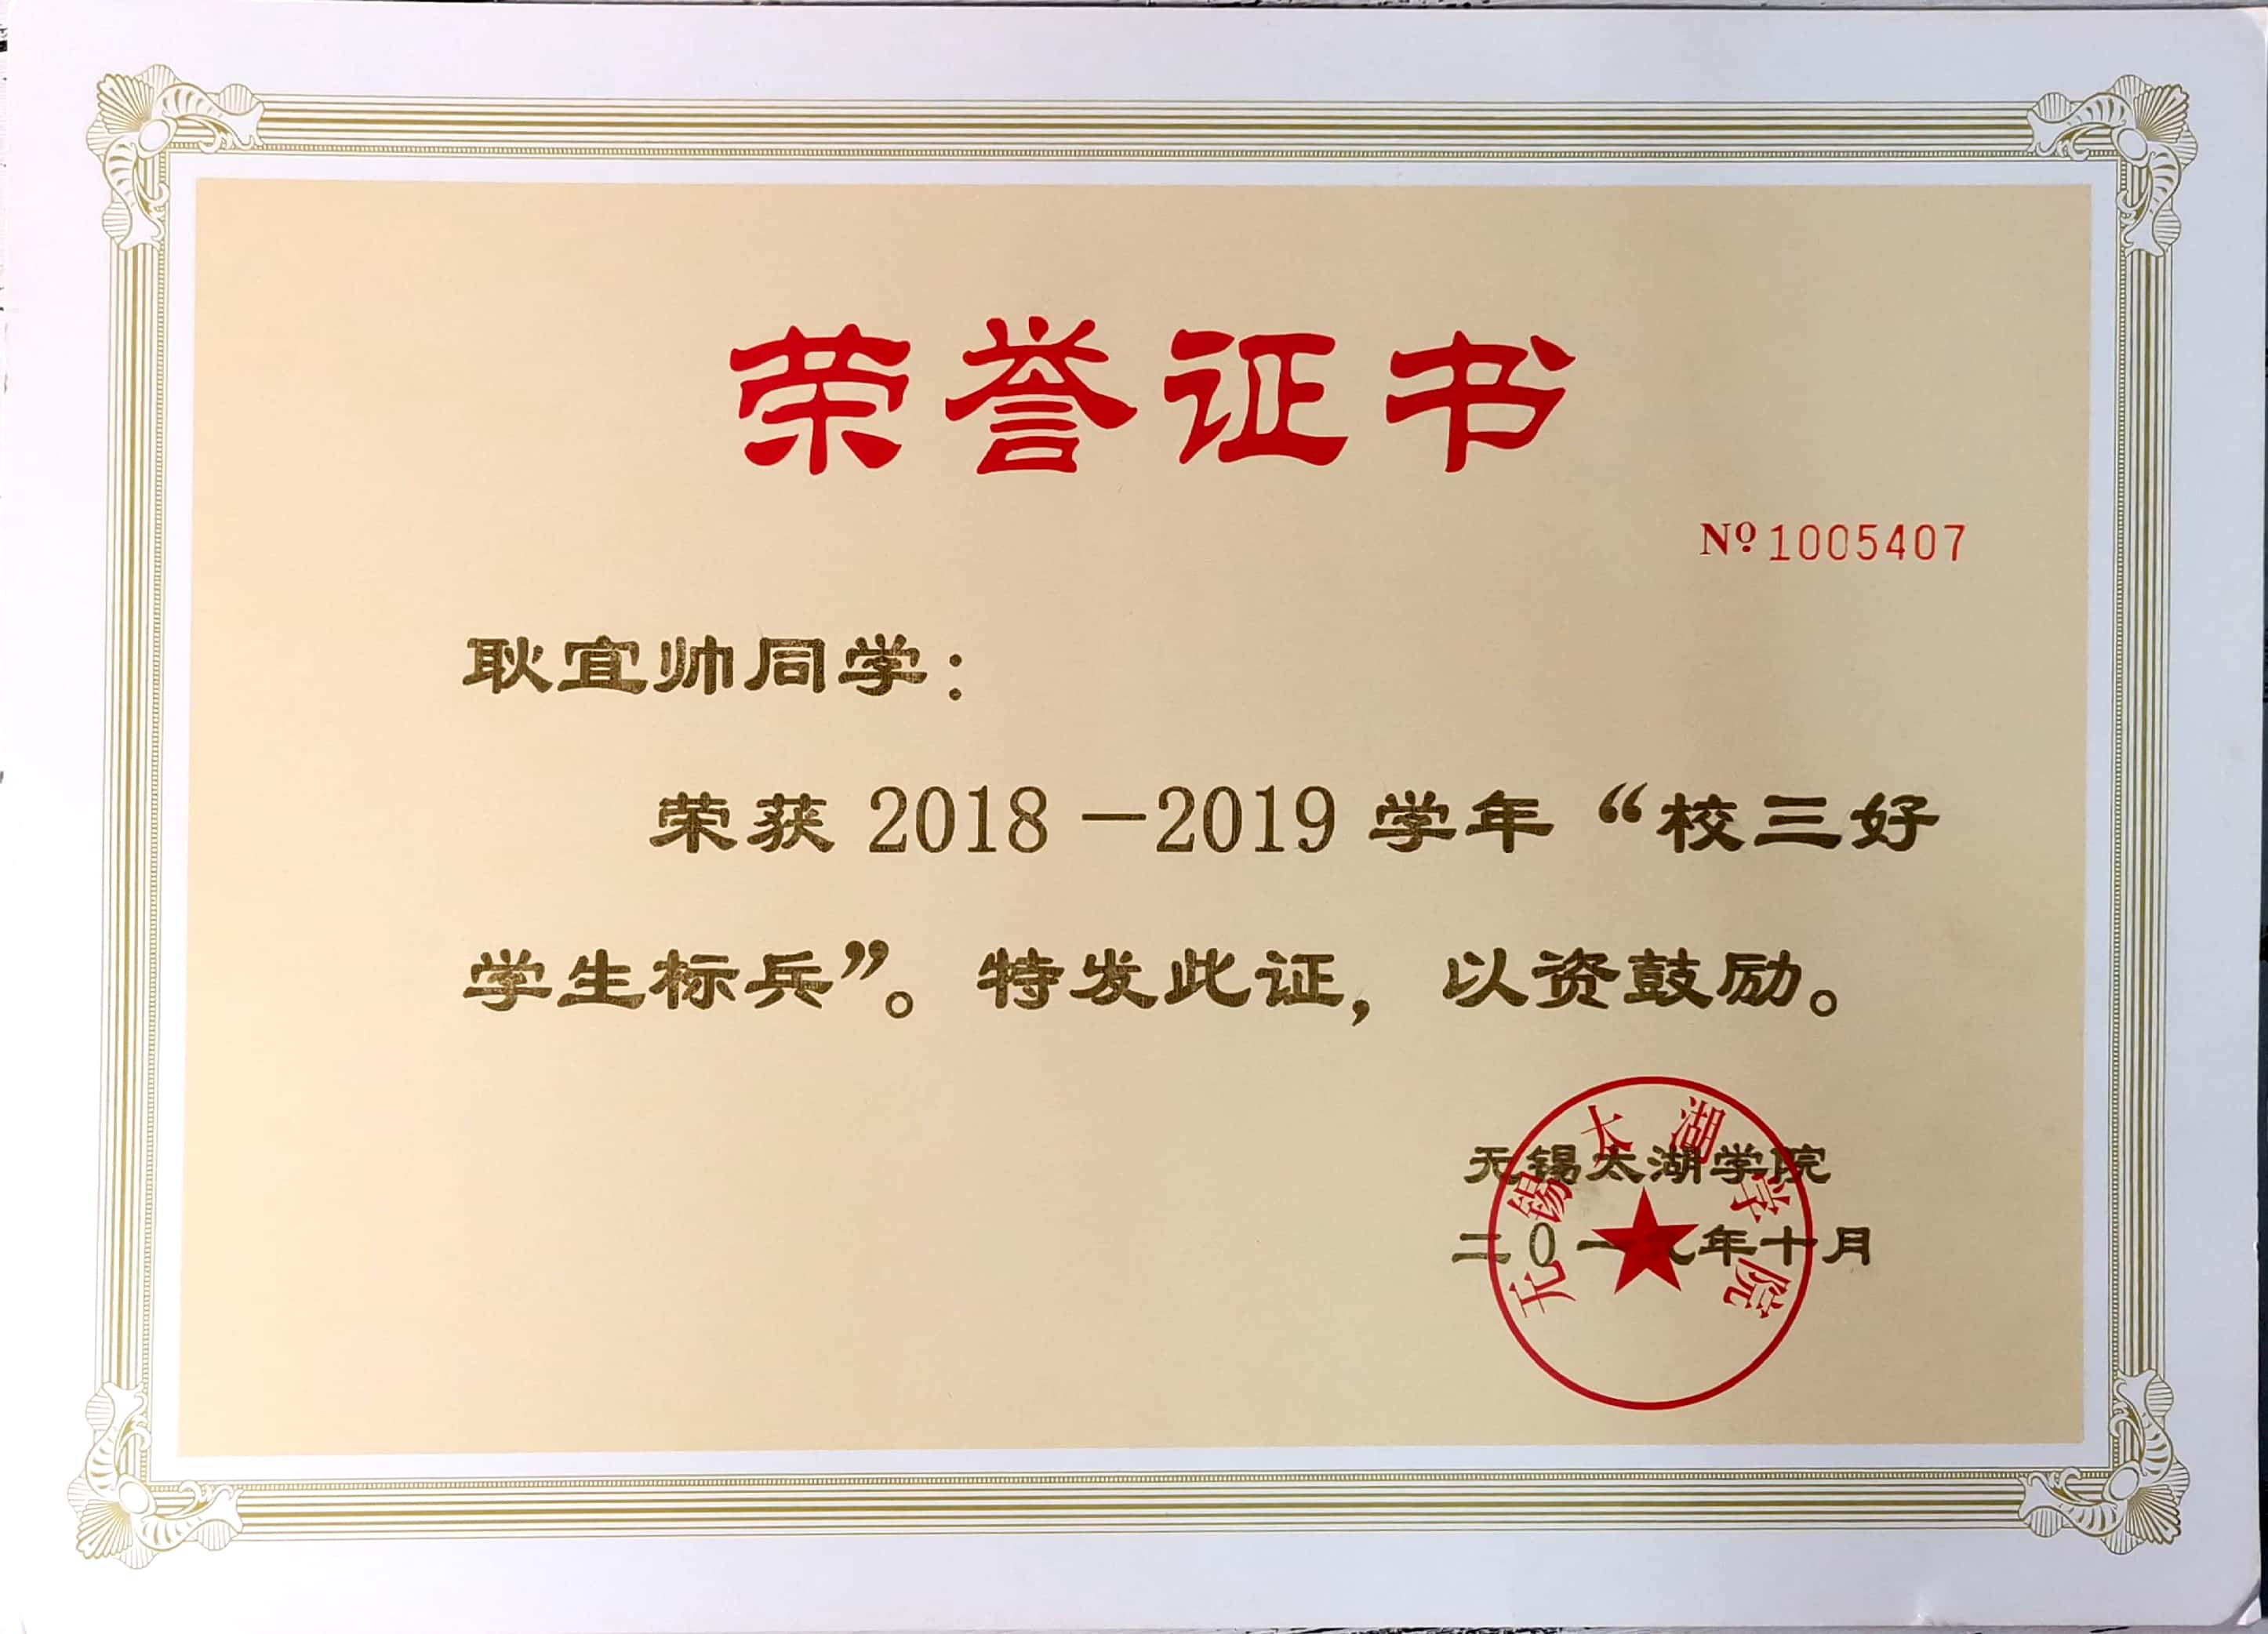 荣誉证书
№1005407
耿宜帅同学：
荣获 2018－2019 学年“校三好
学生标兵”。特发此证，以资鼓励。
无锡太湖学院
二0一九年十月
无锡太湖学院